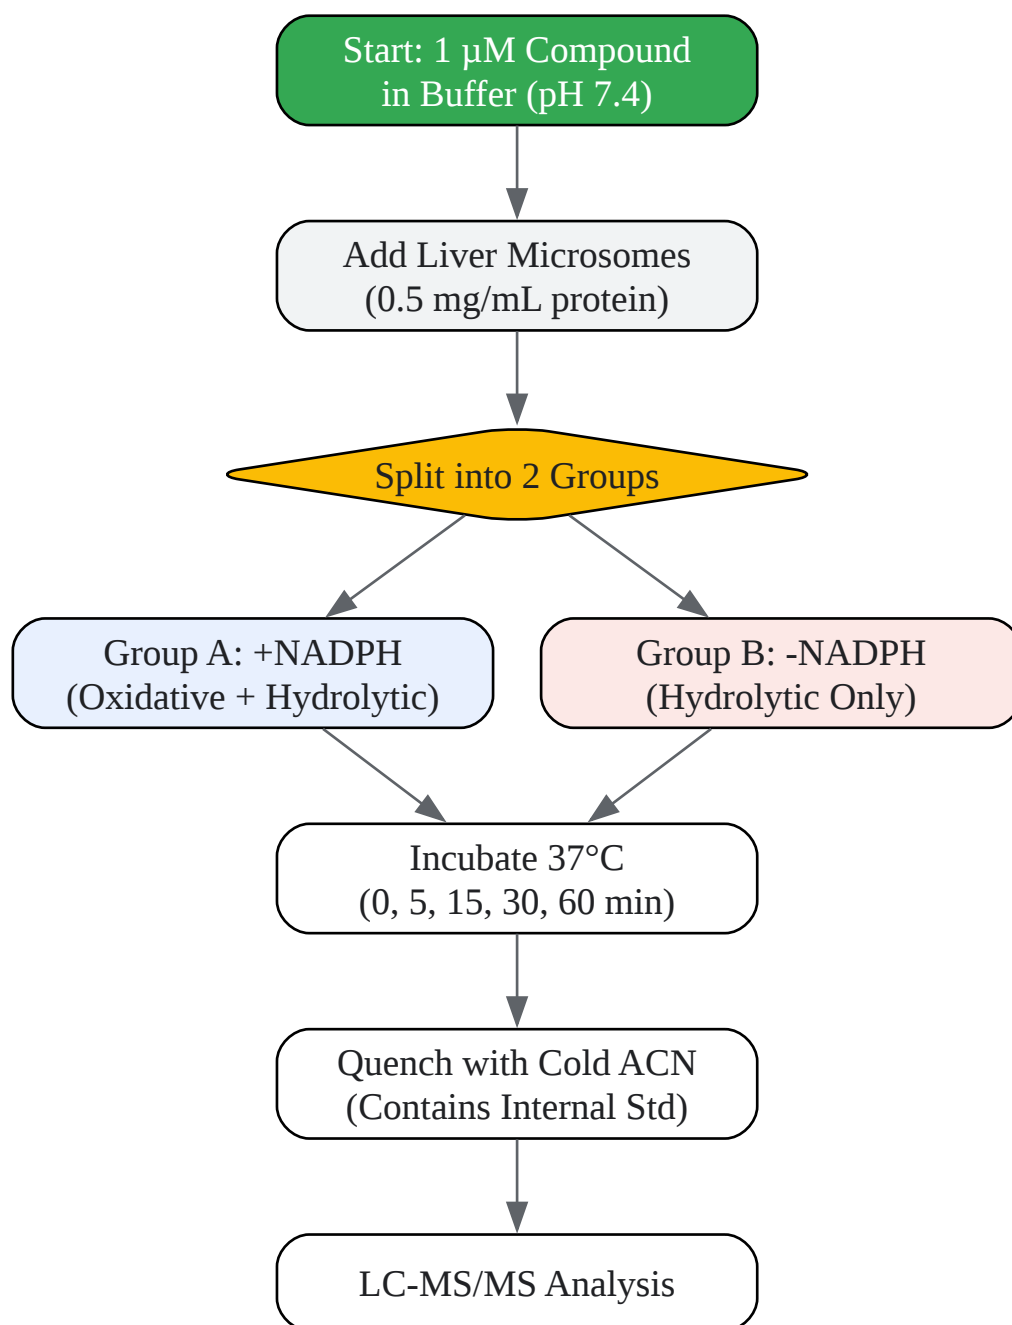 Start: 1 µM Compound
in Buffer (pH 7.4)
Add Liver Microsomes
(0.5 mg/mL protein)
Split into 2 Groups
Group A: +NADPH
(Oxidative + Hydrolytic)
Group B: -NADPH
(Hydrolytic Only)
Incubate 37°C
(0, 5, 15, 30, 60 min)
Quench with Cold ACN
(Contains Internal Std)
LC-MS/MS Analysis